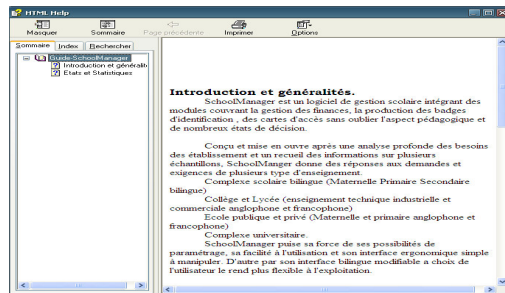 HTML Help
Masquer Sommaire Page précédente Imprimer Options
Sommaire Index Rechercher
Guide-SchoolManager
Introduction et généralit
Etats et Statistiques
Introduction et généralités.
SchoolManager est un logiciel de gestion scolaire intégrant des
modules couvrant la gestion des finances, la production des badges
d'identification , des cartes d'accès sans oublier l'aspect pédagogique et
de nombreux états de décision.
Conçu et mise en ouvre après une analyse profonde des besoins
des établissement et un recueil des informations sur plusieurs
échantillons, SchoolManger donne des réponses aux demandes et
exigences de plusieurs type d'enseignement.
Complexe scolaire bilingue (Maternelle Primaire Secondaire
bilingue)
Collège et Lycée (enseignement technique industrielle et
commerciale anglophone et francophone)
Ecole publique et privé (Maternelle et primaire anglophone et
francophone)
Complexe universitaire.
SchoolManager puise sa force de ses possibilités de
paramétrage, sa facilité à l'utilisation et son interface ergonomique simple
à manipuler. D'autre par son interface bilingue modifiable a choix de
l'utilisateur le rend plus flexible à l'exploitation.